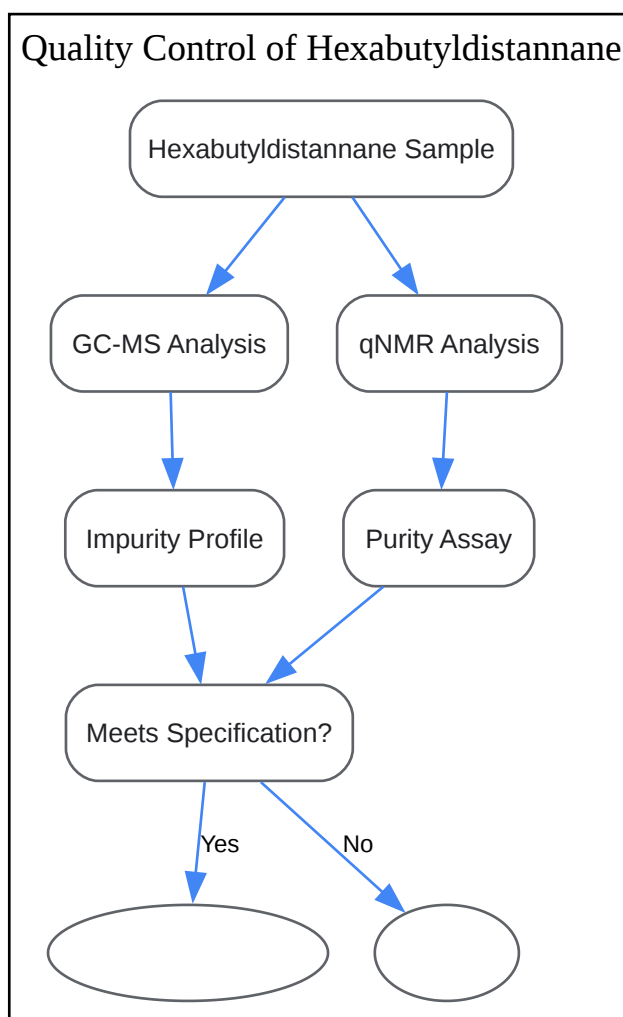 Quality Control of Hexabutyldistannane
Hexabutyldistannane Sample
GC-MS Analysis
qNMR Analysis
Impurity Profile
Purity Assay
Meets Specification?
Yes
No